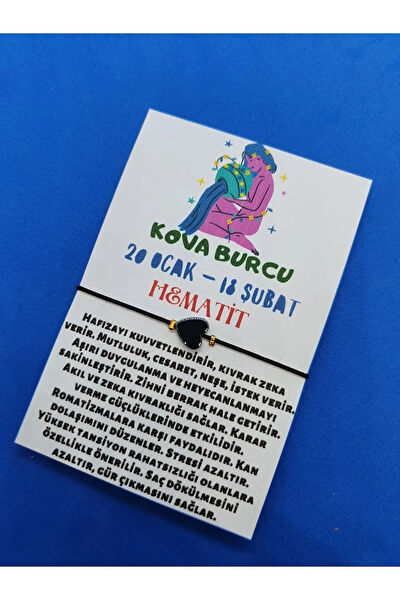 KOVA BURCU
20 OCAK – 18 ŞUBAT
HEMATİT
HAFIZAYI KUVVETLENDİRİR, KIVRAK ZEKA
VERİR. MUTLULUK, CESARET, NEŞE, İSTEK VERİR.
AŞIRI DUYGULANMA VE HEYECANLANMAYI
SAKİNLEŞTİRİR. ZİHNİ BERRAK HALE GETİRİR.
AKIL VE ZEKA KIVRAKLIĞI SAĞLAR. KARAR
VERME GÜÇLÜKLERİNDE ETKİLİDİR.
ROMATİZMALARA KARŞI FAYDALIDIR. KAN
DOLAŞIMINI DÜZENLER. STRESİ AZALTIR.
YÜKSEK TANSİYON RAHATSIZLIĞI OLANLARA
ÖZELLİKLE ÖNERİLİR. SAÇ DÖKÜLMESİNİ
AZALTIR, GÜR ÇIKMASINI SAĞLAR.